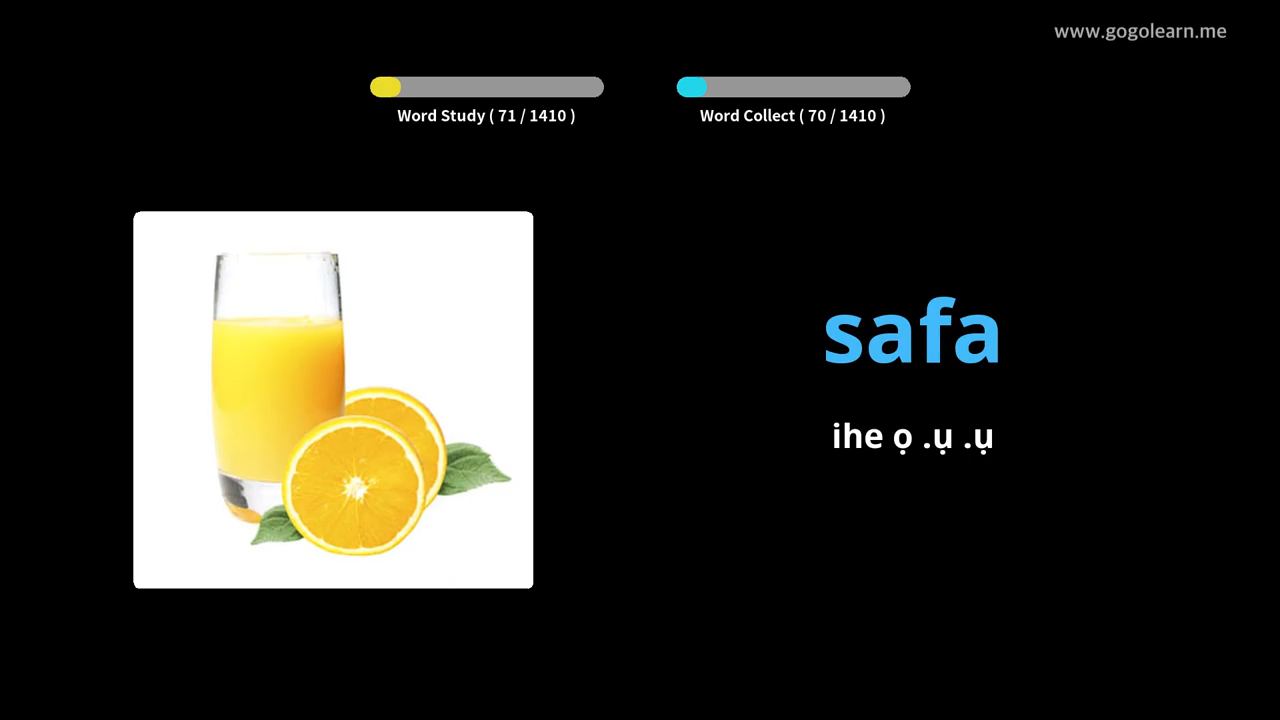 www.gogolearn.me
Word Study ( 71 / 1410 )
Word Collect ( 70 / 1410 )
safa
ihe ọ .ụ .ụ